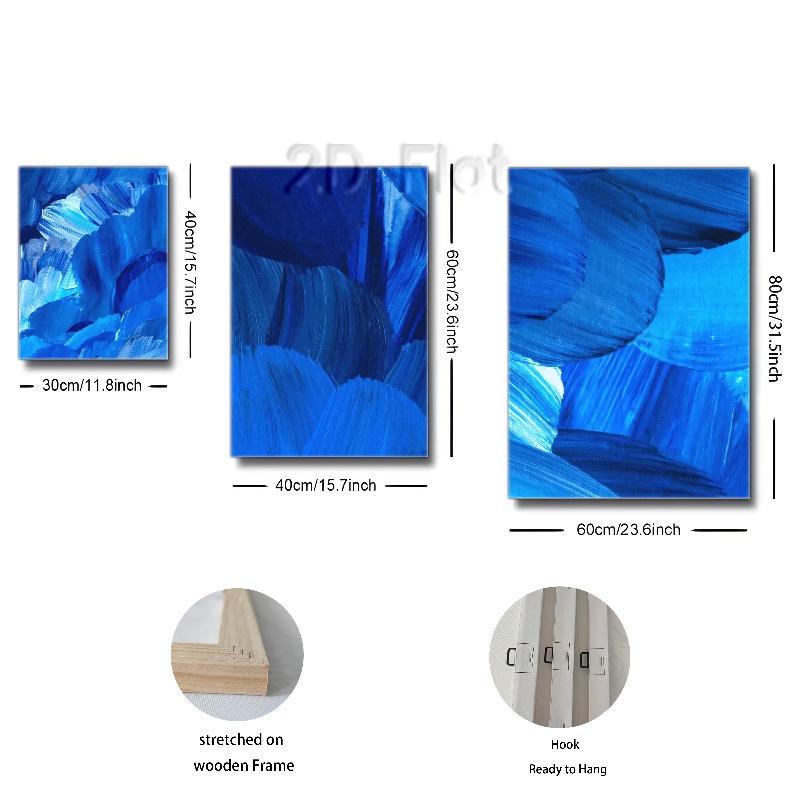 2D Flat
40cm/15.7inch
30cm/11.8inch
60cm/23.6inch
40cm/15.7inch
80cm/31.5inch
60cm/23.6inch
stretched on
wooden Frame
Hook
Ready to Hang